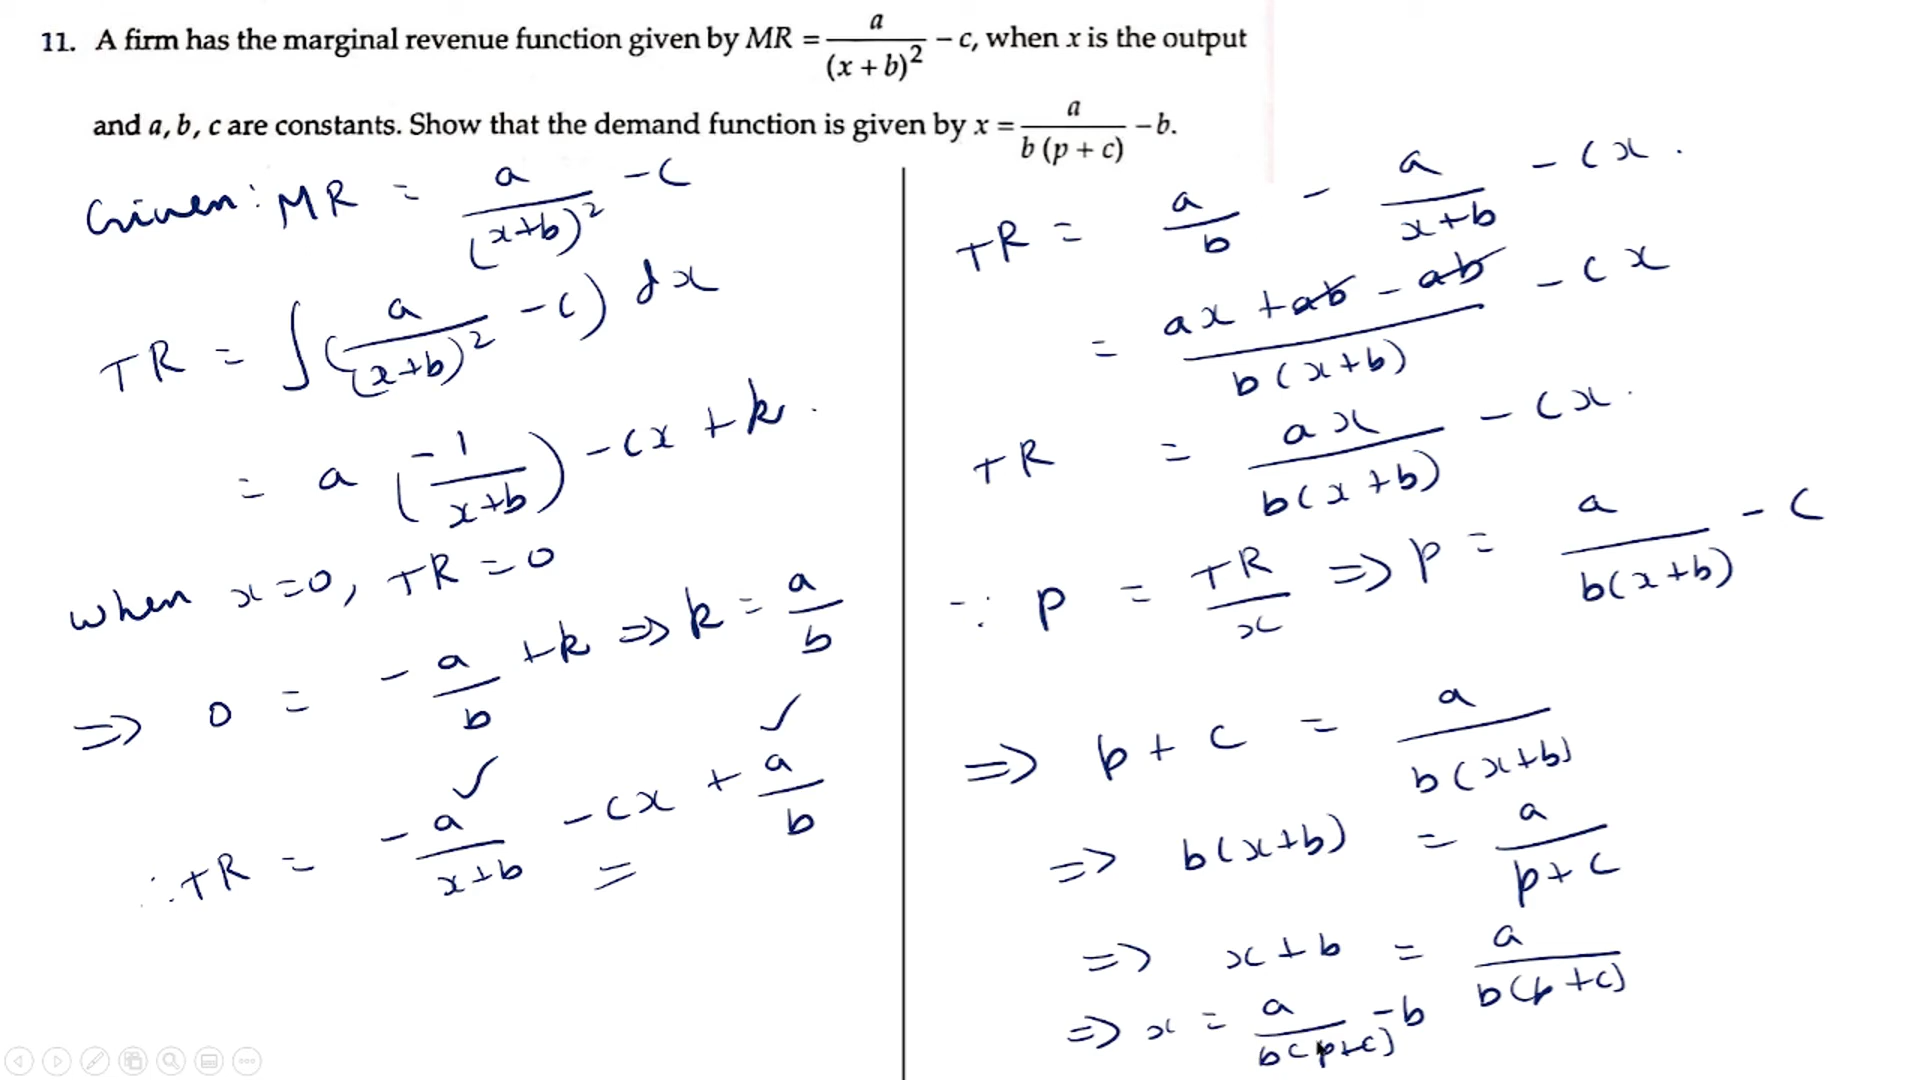 11. A firm has the marginal revenue function given by MR = a/(x + b)² − c, when x is the output
and a, b, c are constants. Show that the demand function is given by x = a/(b (p + c)) − b.
Given: MR = a/(x+b)² − c
TR = ∫(a/(x+b)² − c) dx
= a(−1/(x+b)) − cx + k.
When x=0, TR=0
⇒ 0 = −a/b + k ⇒ k = a/b
✓ ✓
∴ TR = −a/(x+b) − cx + a/b
TR = a/b − a/(x+b) − cx.
= (ax + ab − ab)/(b(x+b)) − cx
TR = ax/(b(x+b)) − cx.
∵ p = TR/x ⇒ p = a/(b(x+b)) − c
⇒ p + c = a/(b(x+b))
⇒ b(x+b) = a/(p+c)
⇒ x+b = a/(b(p+c))
⇒ x = a/(b(p+c)) − b